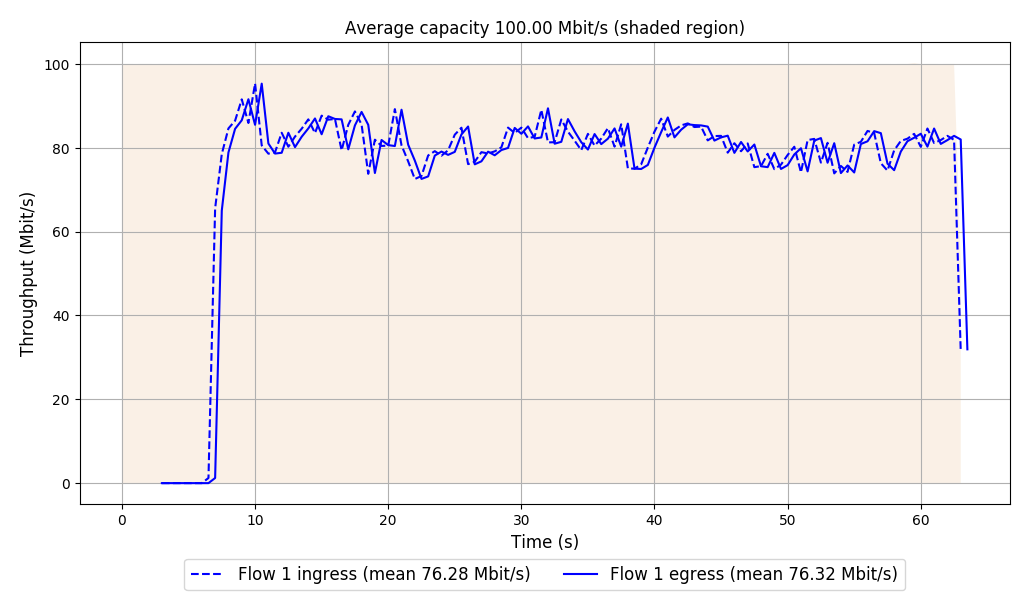 Average capacity 100.00 Mbit/s (shaded region)
100
80
60
40
20
0
Throughput (Mbit/s)
0 10 20 30 40 50 60
Time (s)
Flow 1 ingress (mean 76.28 Mbit/s) Flow 1 egress (mean 76.32 Mbit/s)